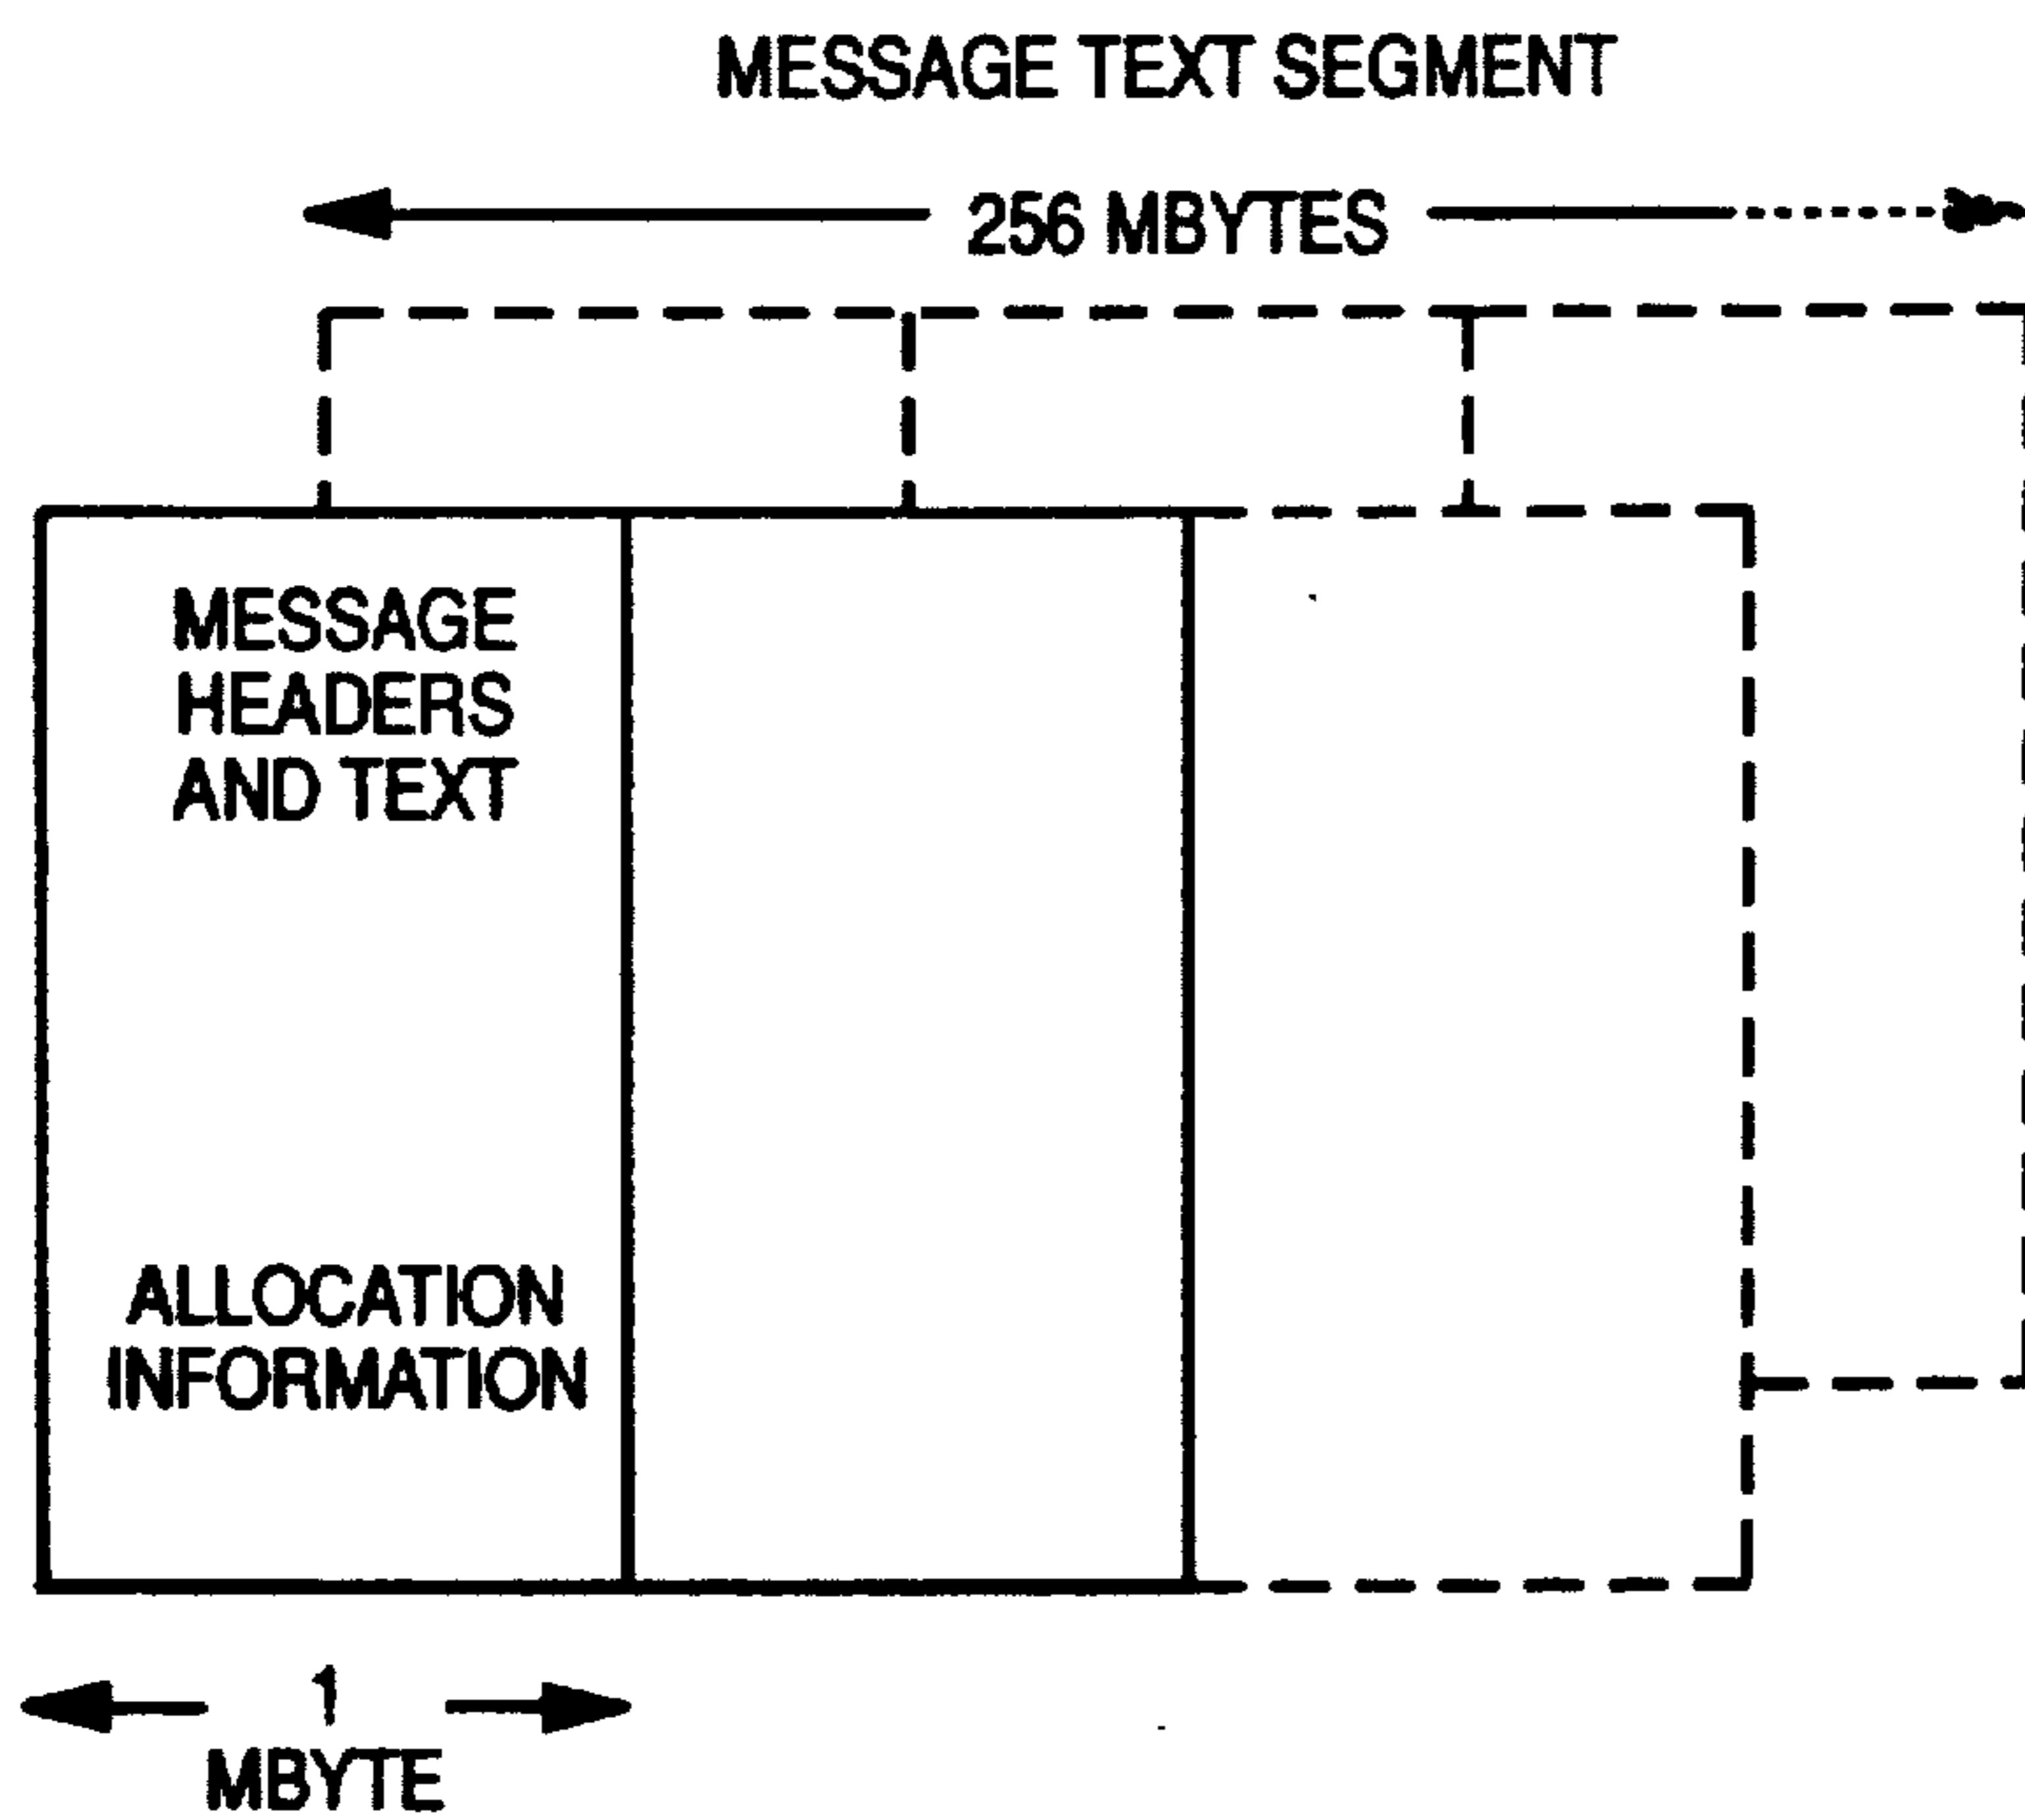 MESSAGE TEXT SEGMENT
256 MBYTES
MESSAGE
HEADERS
AND TEXT
ALLOCATION
INFORMATION
1
MBYTE